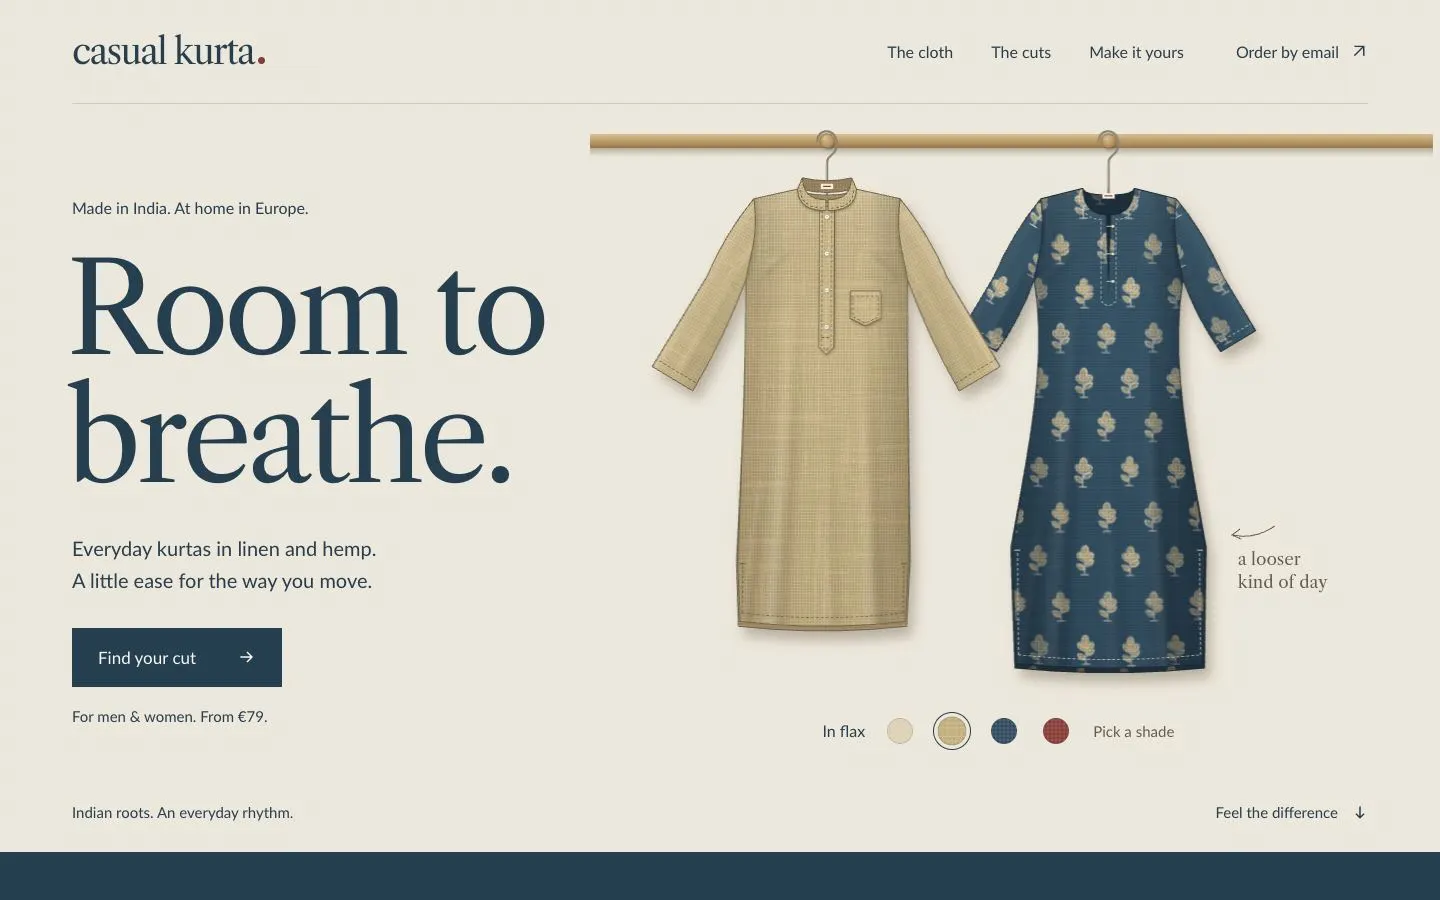 casual kurta.
The cloth
The cuts
Make it yours
Order by email
Made in India. At home in Europe.
Room to
breathe.
Everyday kurtas in linen and hemp.
A little ease for the way you move.
Find your cut
For men & women. From €79.
a looser
kind of day
In flax
Pick a shade
Indian roots. An everyday rhythm.
Feel the difference